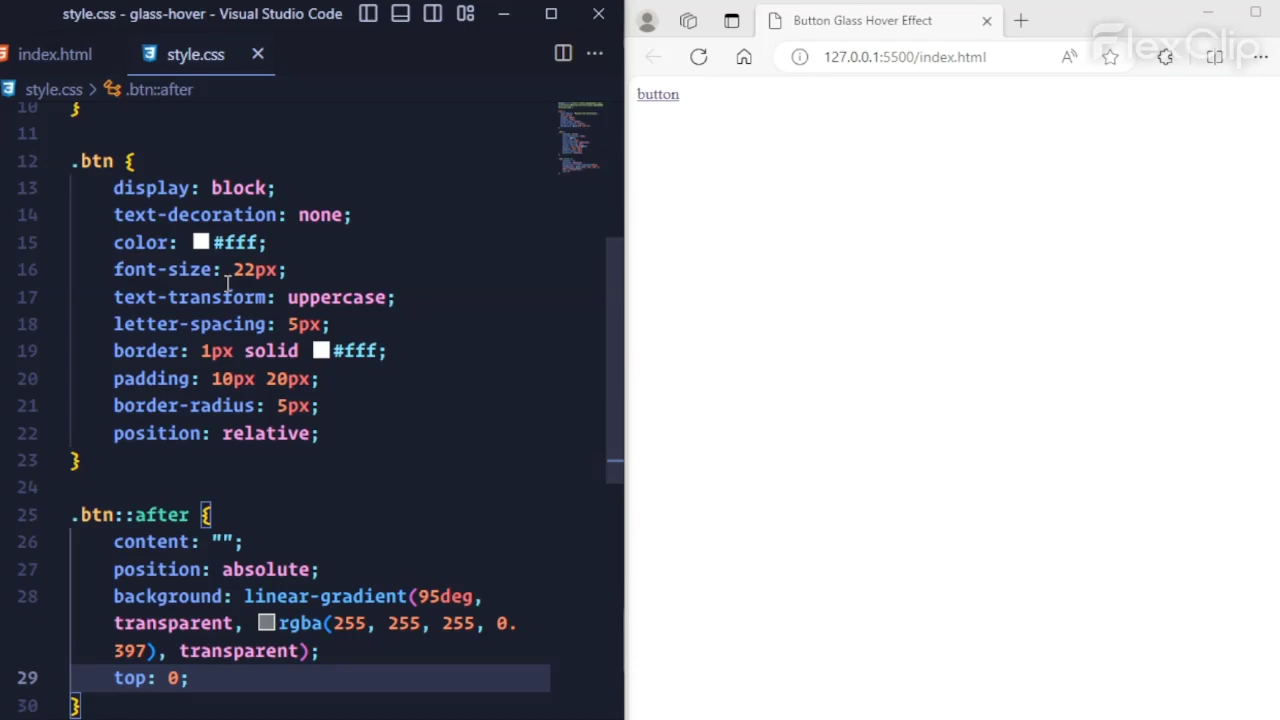 style.css - glass-hover - Visual Studio Code
index.html
style.css
style.css > .btn::after
10 }
11
12 .btn {
13 display: block;
14 text-decoration: none;
15 color: #fff;
16 font-size: 22px;
17 text-transform: uppercase;
18 letter-spacing: 5px;
19 border: 1px solid #fff;
20 padding: 10px 20px;
21 border-radius: 5px;
22 position: relative;
23 }
24
25 .btn::after {
26 content: "";
27 position: absolute;
28 background: linear-gradient(95deg,
transparent, rgba(255, 255, 255, 0.
397), transparent);
29 top: 0;
30 }
Button Glass Hover Effect
FlexClip
127.0.0.1:5500/index.html
button